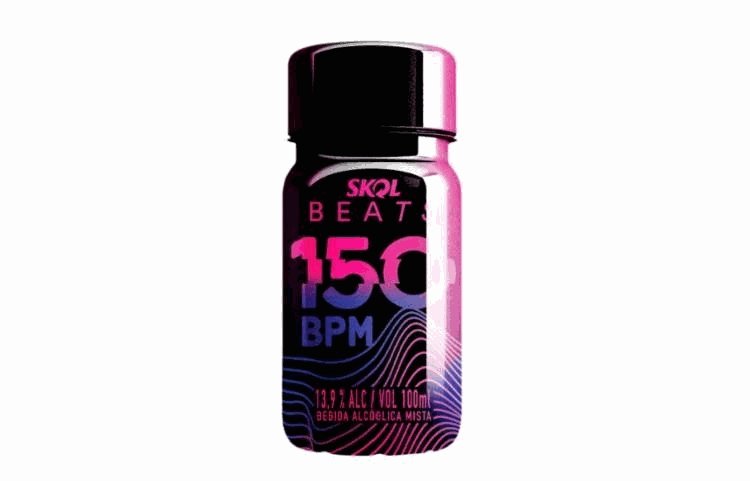 SKOL
BEATS
150
BPM
13,9 % ALC / VOL 100ml
BEBIDA ALCOÓLICA MISTA